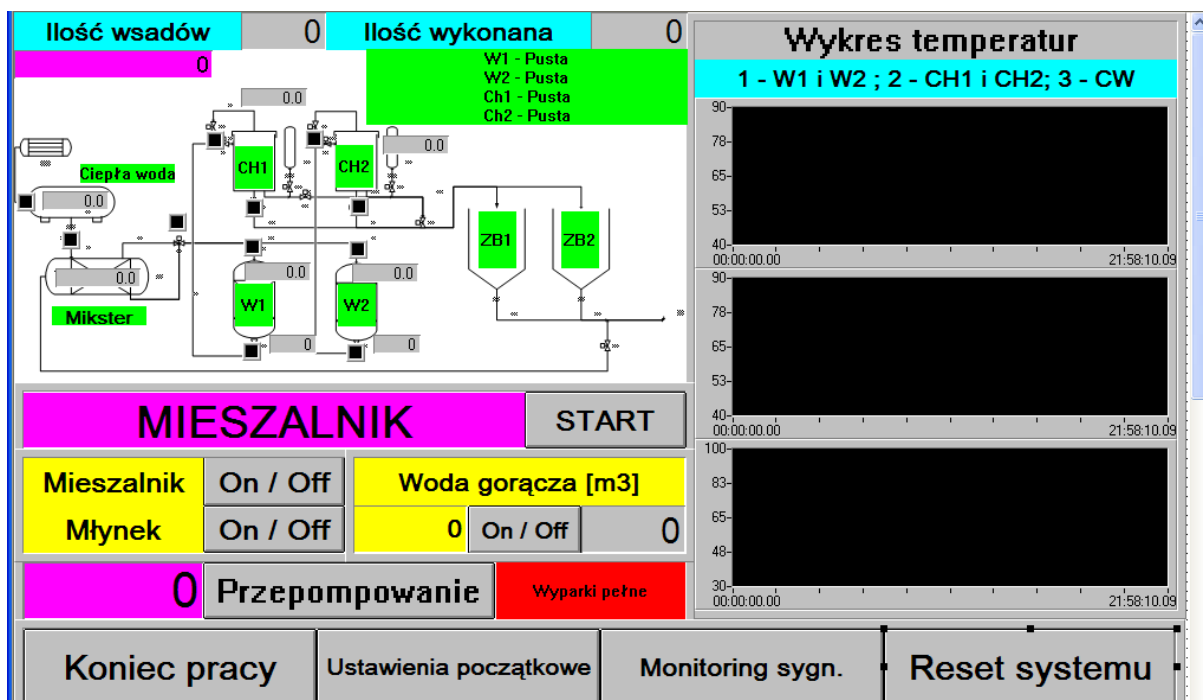 Ilość wsadów 0 Ilość wykonana 0
0
W1 - Pusta
W2 - Pusta
Ch1 - Pusta
Ch2 - Pusta
0.0
0.0
CH1
CH2
Ciepła woda
0.0
ZB1
ZB2
0.0
0.0
0.0
W1
W2
Mikster
0
0
MIESZALNIK
START
Mieszalnik On / Off
Młynek On / Off
Woda gorącza [m3]
0 On / Off 0
0 Przepompowanie Wyparki pełne
Wykres temperatur
1 - W1 i W2 ; 2 - CH1 i CH2; 3 - CW
90
78
65
53
40
00:00:00.00 21:58:10.09
90
78
65
53
40
00:00:00.00 21:58:10.09
100
83
65
48
30
00:00:00.00 21:58:10.09
Koniec pracy Ustawienia początkowe Monitoring sygn. Reset systemu